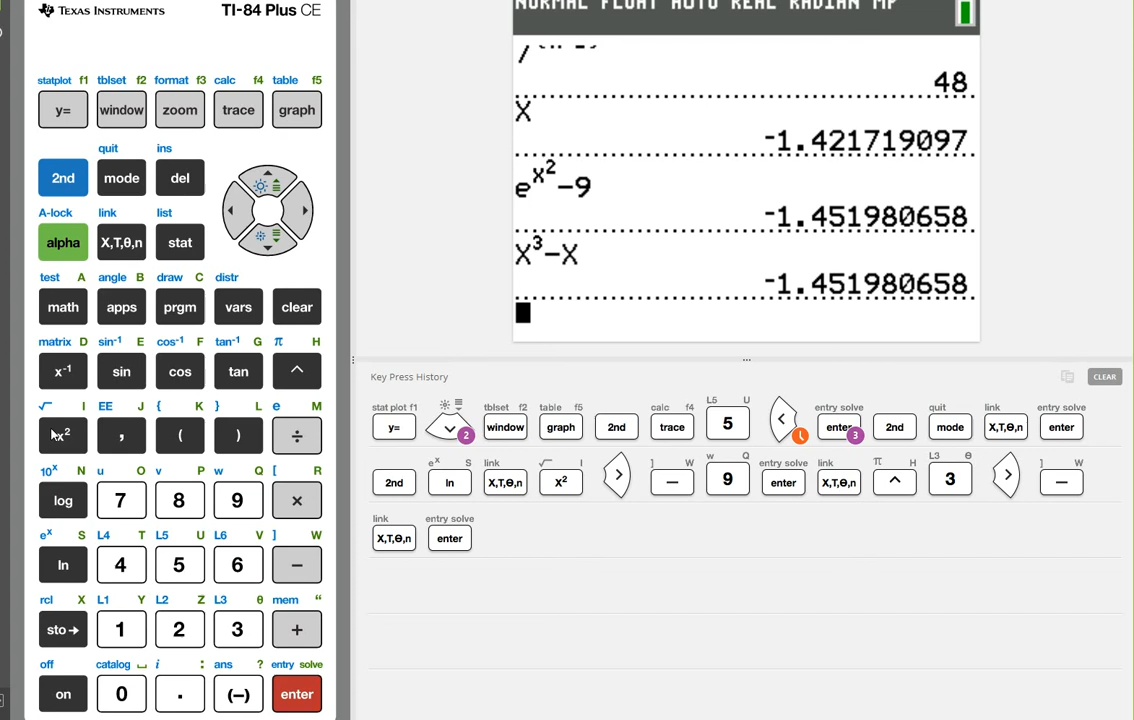 TEXAS INSTRUMENTS TI-84 Plus CE
statplot f1 tblset f2 format f3 calc f4 table f5
y= window zoom trace graph
quit ins
2nd mode del
A-lock link list
alpha X,T,θ,n stat
test A angle B draw C distr
math apps prgm vars clear
matrix D sin⁻¹ E cos⁻¹ F tan⁻¹ G π H
x⁻¹ sin cos tan ^
√ I EE J { K } L e M
x² , ( ) ÷
10ˣ N u O v P w Q [ R
log 7 8 9 ×
eˣ S L4 T L5 U L6 V ] W
ln 4 5 6 −
rcl X L1 Y L2 Z L3 θ mem “
sto→ 1 2 3 +
off catalog ⎵ i : ans ? entry solve
on 0 . (−) enter
NORMAL FLOAT AUTO REAL RADIAN MP
48
X
-1.421719097
e^X²-9
-1.451980658
X³-X
-1.451980658
Key Press History
CLEAR
stat plot f1 tblset f2 table f5 calc f4 L5 U entry solve quit link entry solve
y= 2 window graph 2nd trace 5 enter 3 2nd mode X,T,θ,n enter
eˣ S link √ I ] W w Q entry solve link π H L3 θ ] W
2nd ln X,T,θ,n x² — 9 enter X,T,θ,n ^ 3 —
link entry solve
X,T,θ,n enter